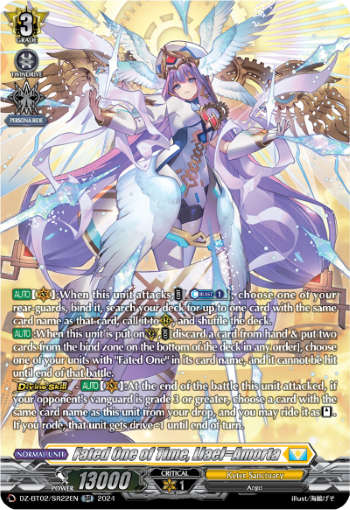 3
GRADE
TWINDRIVE
PERSONA RIDE
AUTO : When this unit attacks, choose one of your
rear-guards, bind it, search your deck for up to one card with the
same card name as that card, call it to, and shuffle the deck.
AUTO : When this unit is put on discard a card from hand & put two
cards from the bind zone on the bottom of the deck in any order], choose
one of your units with "Fated One" in its card name, and it cannot be hit
until end of that battle.
Divine Skill AUTO : At the end of the battle this unit attacked, if
your opponent's vanguard is grade 3 or greater, choose a card with the
same card name as this unit from your drop, and you may ride it as.
If you rode, that unit gets drive -1 until end of turn.
NORMAL UNIT Fated One of Time, Liael=Amorta
POWER 13000
CRITICAL
1
Keter Sanctuary
Angel
DZ-BT02/SR22EN SR 2024
illust/海鵜げそ